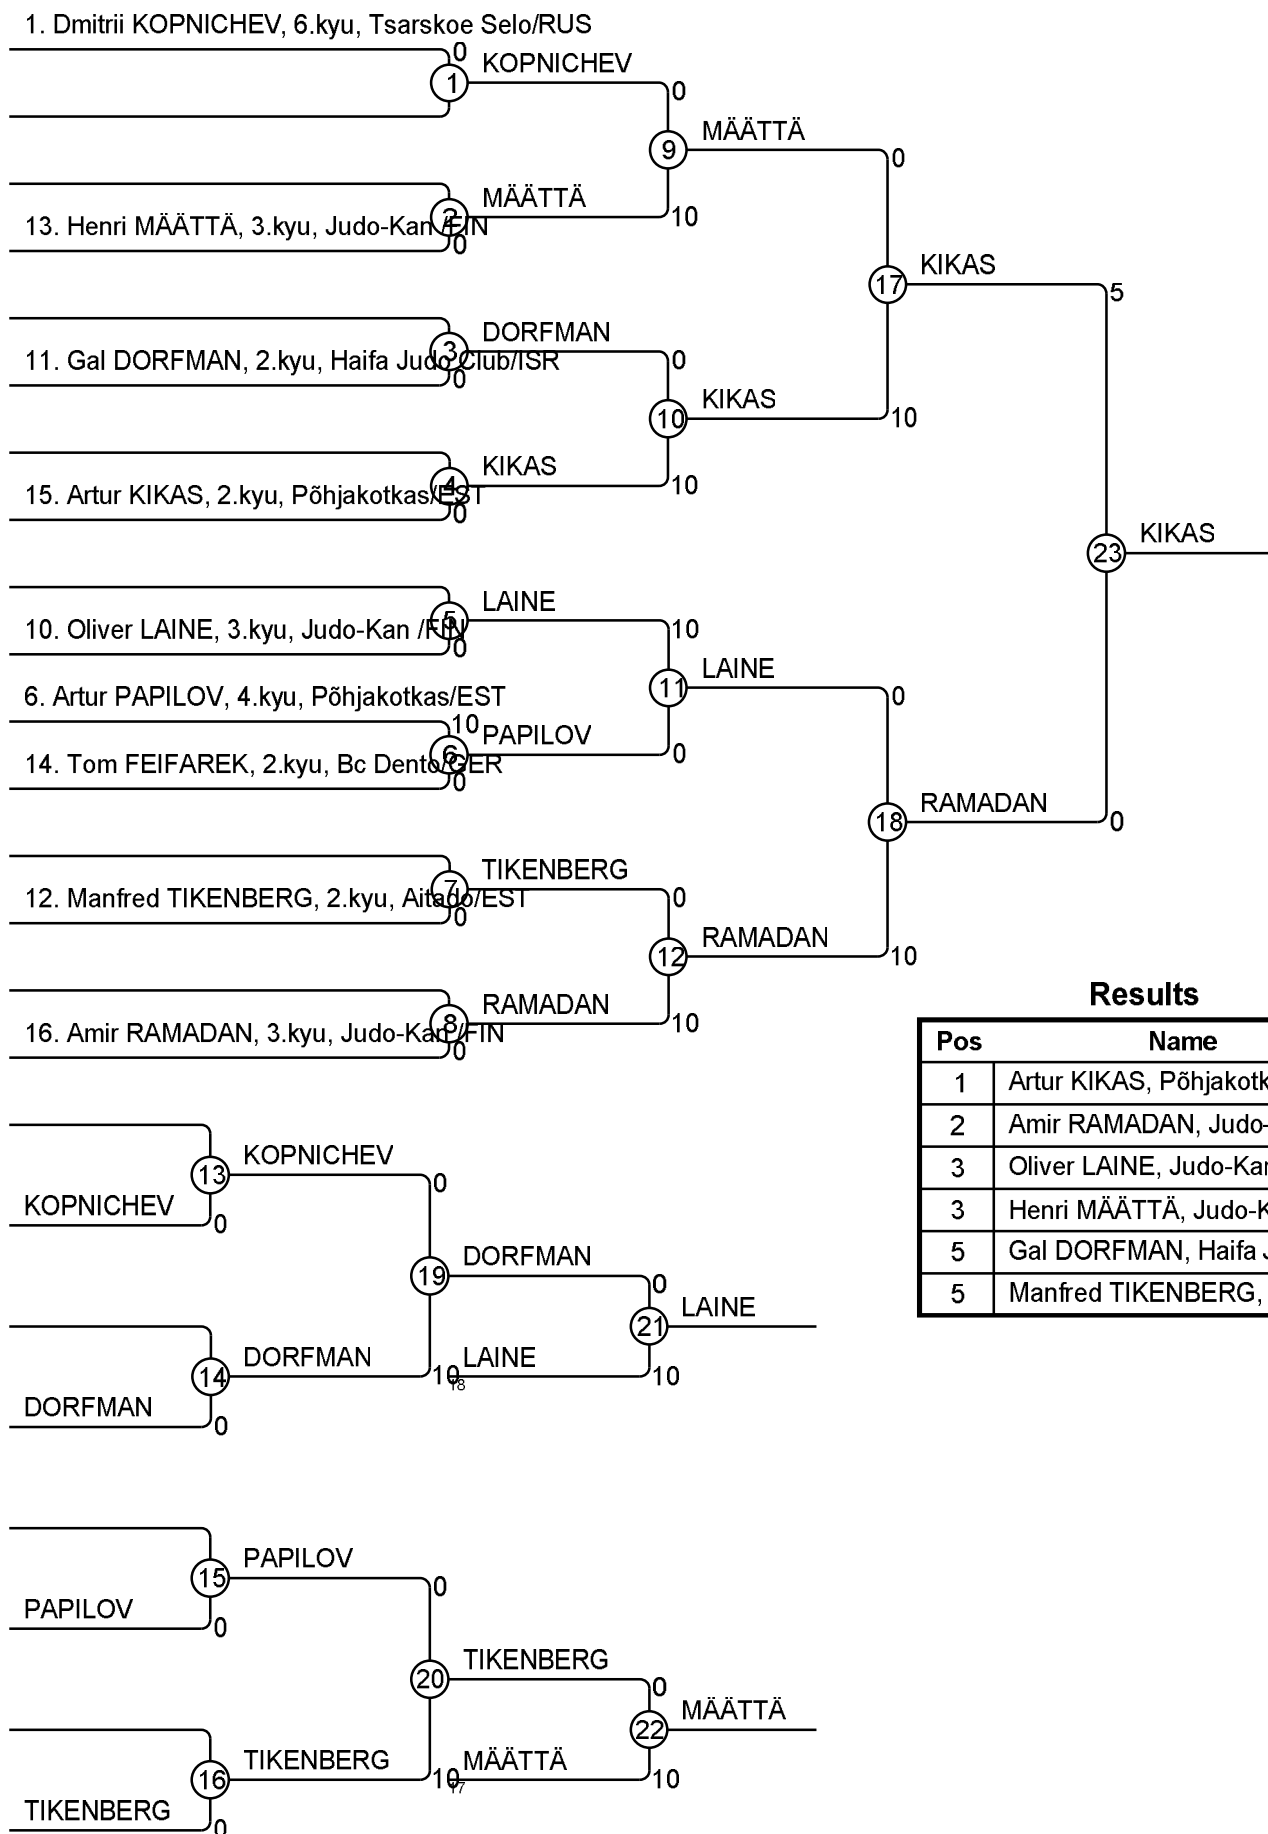 1. Dmitrii KOPNICHEV, 6.kyu, Tsarskoe Selo/RUS
0
1
KOPNICHEV
0
9
MÄÄTTÄ
0
2
MÄÄTTÄ
10
13. Henri MÄÄTTÄ, 3.kyu, Judo-Kan /FIN
0
17
KIKAS
5
3
DORFMAN
0
11. Gal DORFMAN, 2.kyu, Haifa Judo Club/ISR
0
10
KIKAS
10
4
KIKAS
10
15. Artur KIKAS, 2.kyu, Põhjakotkas/EST
0
23
KIKAS
5
LAINE
10
10. Oliver LAINE, 3.kyu, Judo-Kan /FIN
0
11
LAINE
0
6. Artur PAPILOV, 4.kyu, Põhjakotkas/EST
10
6
PAPILOV
0
14. Tom FEIFAREK, 2.kyu, Bc Dento/GER
0
18
RAMADAN
0
7
TIKENBERG
0
12. Manfred TIKENBERG, 2.kyu, Aitado/EST
0
12
RAMADAN
10
8
RAMADAN
10
16. Amir RAMADAN, 3.kyu, Judo-Kan /FIN
0
Results
Pos Name
1 Artur KIKAS, Põhjakotk
2 Amir RAMADAN, Judo-
3 Oliver LAINE, Judo-Kan
3 Henri MÄÄTTÄ, Judo-K
5 Gal DORFMAN, Haifa J
5 Manfred TIKENBERG,
13
KOPNICHEV
0
KOPNICHEV
0
19
DORFMAN
0
21
LAINE
14
DORFMAN
10
18
LAINE
10
DORFMAN
0
15
PAPILOV
0
PAPILOV
0
20
TIKENBERG
0
22
MÄÄTTÄ
16
TIKENBERG
10
17
MÄÄTTÄ
10
TIKENBERG
0